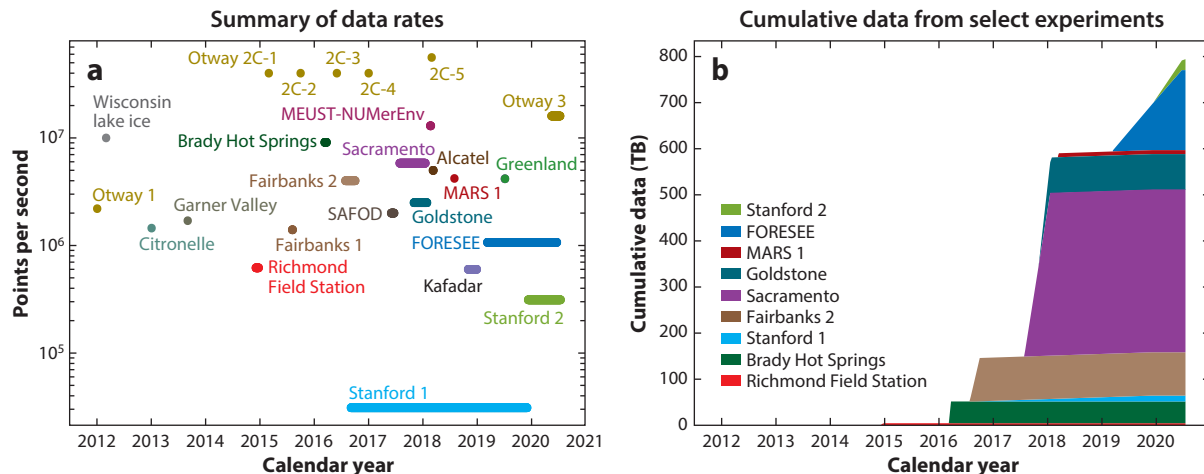 Summary of data rates
a
Points per second
10⁷
10⁶
10⁵
Otway 2C-1
2C-2
2C-3
2C-4
2C-5
Wisconsin
lake ice
MEUST-NUMerEnv
Otway 3
Brady Hot Springs
Sacramento
Alcatel
Greenland
Fairbanks 2
MARS 1
Otway 1
Garner Valley
SAFOD
Goldstone
Citronelle
Fairbanks 1
FORESEE
Richmond
Field Station
Kafadar
Stanford 2
Stanford 1
2012 2013 2014 2015 2016 2017 2018 2019 2020 2021
Calendar year
Cumulative data from select experiments
b
Cumulative data (TB)
800
700
600
500
400
300
200
100
0
Stanford 2
FORESEE
MARS 1
Goldstone
Sacramento
Fairbanks 2
Stanford 1
Brady Hot Springs
Richmond Field Station
2012 2013 2014 2015 2016 2017 2018 2019 2020
Calendar year